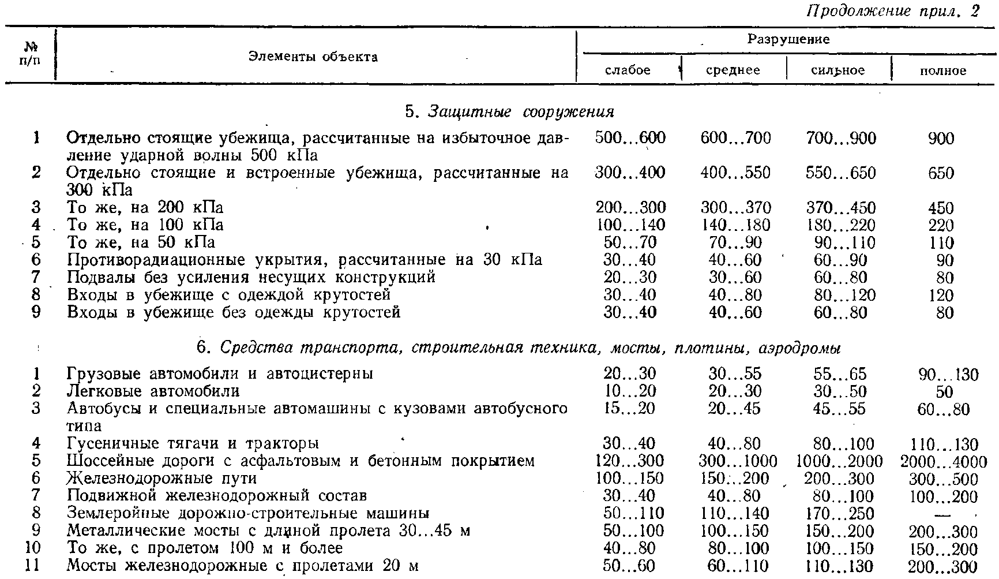 Продолжение прил. 2
№ п/п Элементы объекта Разрушение
слабое среднее сильное полное
5. Защитные сооружения
1 Отдельно стоящие убежища, рассчитанные на избыточное дав- 500...600 600...700 700...900 900
ление ударной волны 500 кПа
2 Отдельно стоящие и встроенные убежища, рассчитанные на 300...400 400...550 550...650 650
300 кПа
3 То же, на 200 кПа 200...300 300...370 370...450 450
4 То же, на 100 кПа 100...140 140...180 180...220 220
5 То же, на 50 кПа 50...70 70...90 90...110 110
6 Противорадиационные укрытия, рассчитанные на 30 кПа 30...40 40...60 60...90 90
7 Подвалы без усиления несущих конструкций 20...30 30...60 60...80 80
8 Входы в убежище с одеждой крутостей 30...40 40...80 80...120 120
9 Входы в убежище без одежды крутостей 30...40 40...60 60...80 80
6. Средства транспорта, строительная техника, мосты, плотины, аэродромы
1 Грузовые автомобили и автоцистерны 20...30 30...55 55...65 90...130
2 Легковые автомобили 10...20 20...30 30...50 50
3 Автобусы и специальные автомашины с кузовами автобусного 15...20 20...45 45...55 60...80
типа
4 Гусеничные тягачи и тракторы 30...40 40...80 80...100 110...130
5 Шоссейные дороги с асфальтовым и бетонным покрытием 120...300 300...1000 1000...2000 2000...4000
6 Железнодорожные пути 100...150 150...200 200...300 300...500
7 Подвижной железнодорожный состав 30...40 40...80 80...100 100...200
8 Землеройные дорожно-строительные машины 50...110 110...140 170...250 —
9 Металлические мосты с длиной пролета 30...45 м 50...100 100...150 150...200 200...300
10 То же, с пролетом 100 м и более 40...80 80...100 100...150 150...200
11 Мосты железнодорожные с пролетами 20 м 50...60 60...110 110...130 200...300